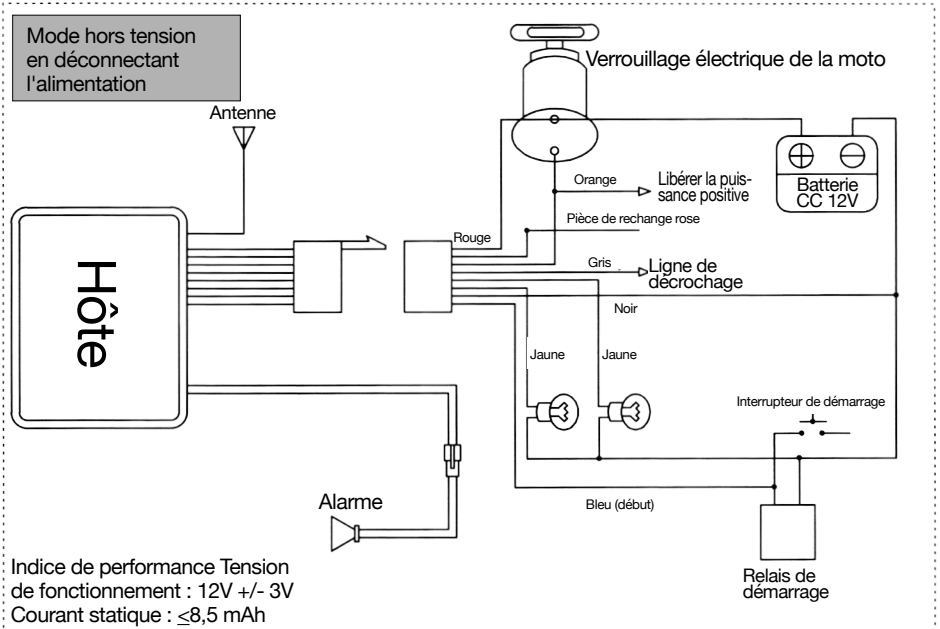 Mode hors tension
en déconnectant
l'alimentation
Antenne
Verrouillage électrique de la moto
Batterie
CC 12V
Orange
Libérer la puis-
sance positive
Pièce de rechange rose
Rouge
Gris
Ligne de
décrochage
Noir
Hôte
Jaune
Jaune
Interrupteur de démarrage
Bleu (début)
Alarme
Relais de
démarrage
Indice de performance Tension
de fonctionnement : 12V +/- 3V
Courant statique : ≤8,5 mAh